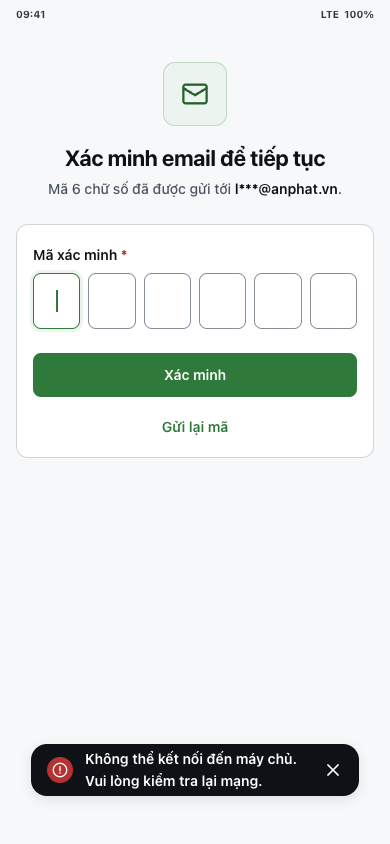 09:41
LTE 100%
Xác minh email để tiếp tục
Mã 6 chữ số đã được gửi tới l***@anphat.vn.
Mã xác minh *
Xác minh
Gửi lại mã
Không thể kết nối đến máy chủ.
Vui lòng kiểm tra lại mạng.